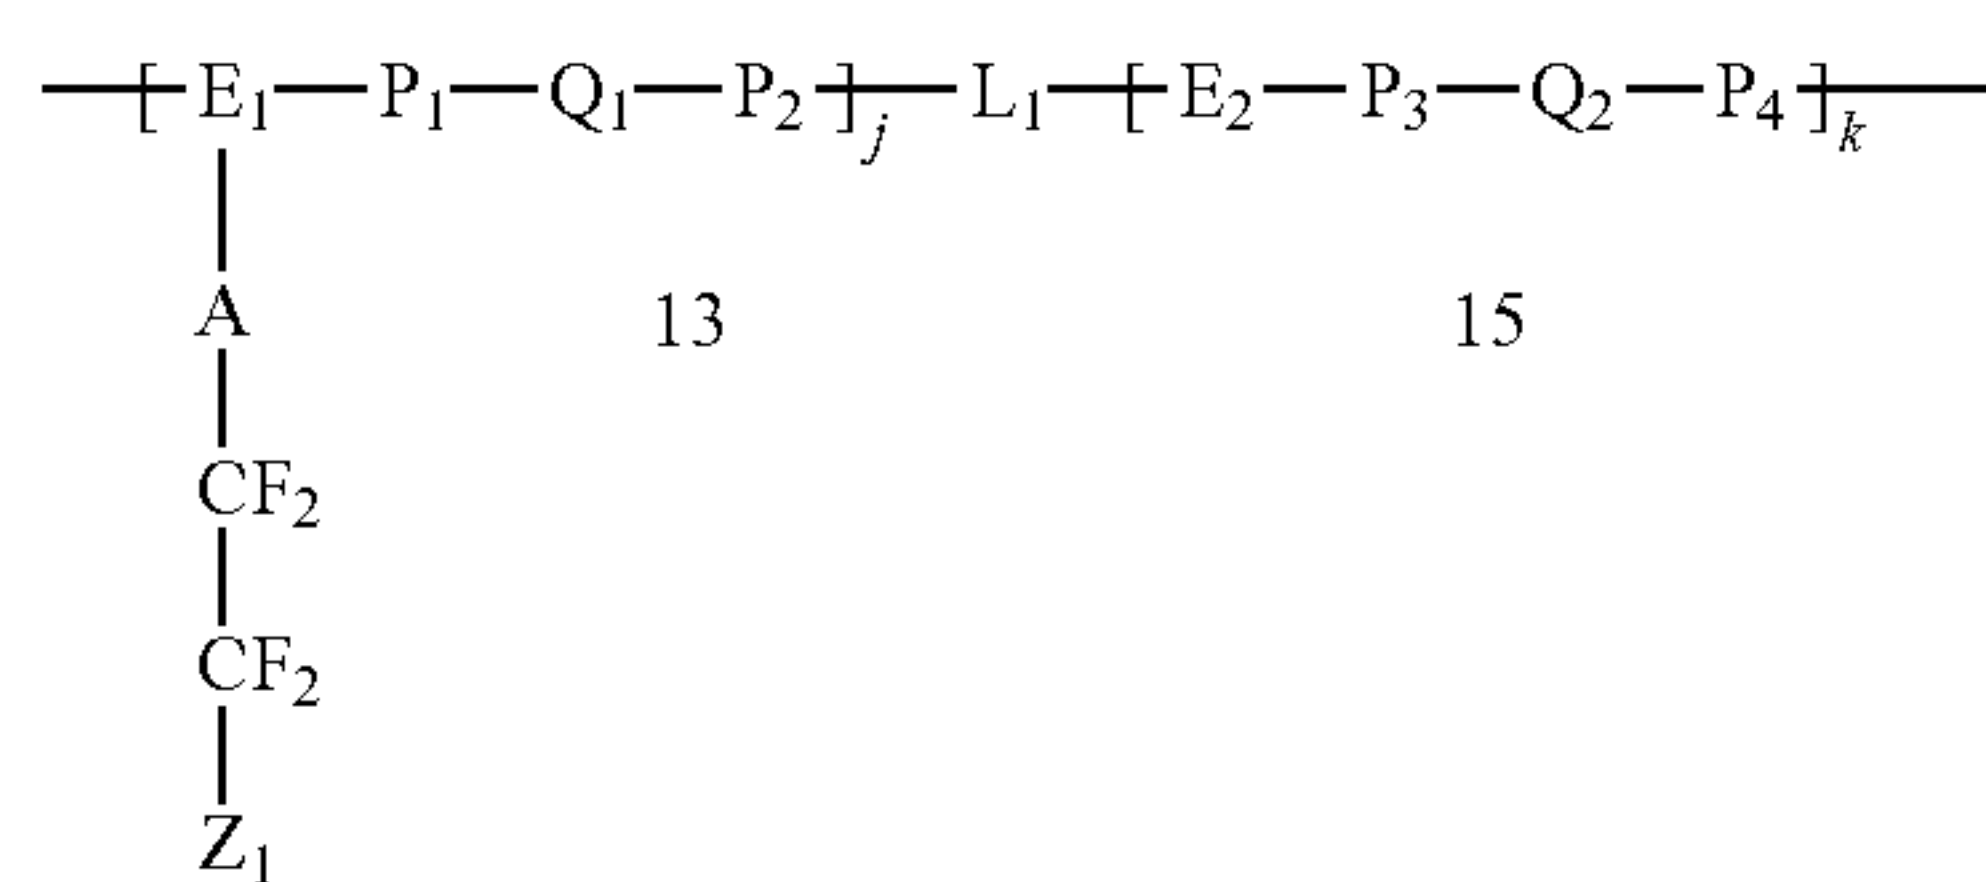 [E₁—P₁—Q₁—P₂]ⱼ—L₁—[E₂—P₃—Q₂—P₄]ₖ
A 13 15
CF₂
CF₂
Z₁